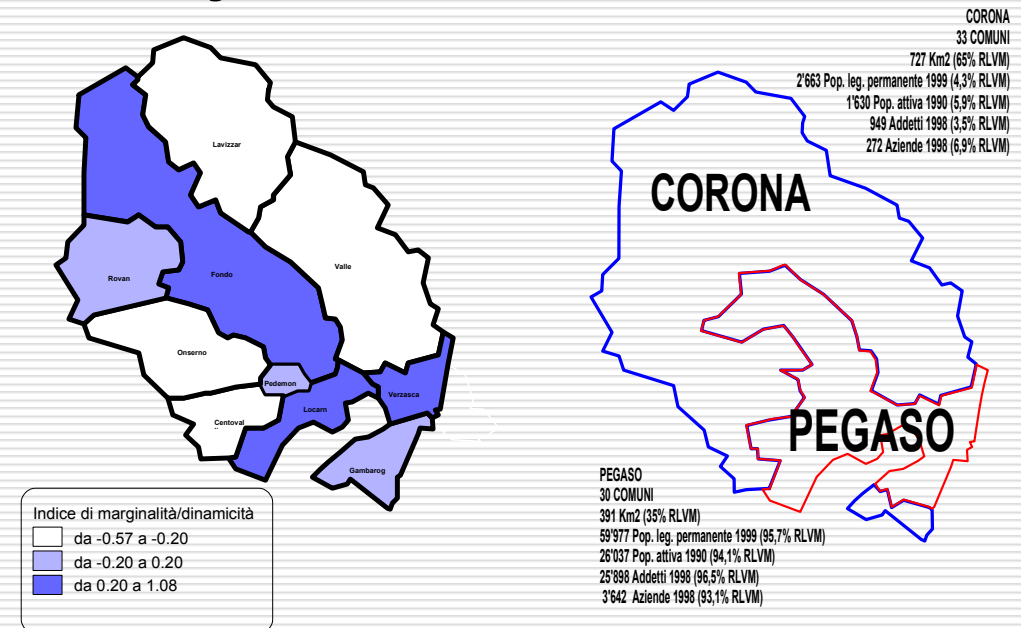 Lavizzar
Rovan
Fondo
Valle
Onserno
Pedemon
Locarn
Verzasca
Centoval
Gambarog
Indice di marginalità/dinamicità
da -0.57 a -0.20
da -0.20 a 0.20
da 0.20 a 1.08
CORONA
33 COMUNI
727 Km2 (65% RLVM)
2'663 Pop. leg. permanente 1999 (4,3% RLVM)
1'630 Pop. attiva 1990 (5,9% RLVM)
949 Addetti 1998 (3,5% RLVM)
272 Aziende 1998 (6,9% RLVM)
CORONA
PEGASO
PEGASO
30 COMUNI
391 Km2 (35% RLVM)
59'977 Pop. leg. permanente 1999 (95,7% RLVM)
26'037 Pop. attiva 1990 (94,1% RLVM)
25'898 Addetti 1998 (96,5% RLVM)
3'642 Aziende 1998 (93,1% RLVM)